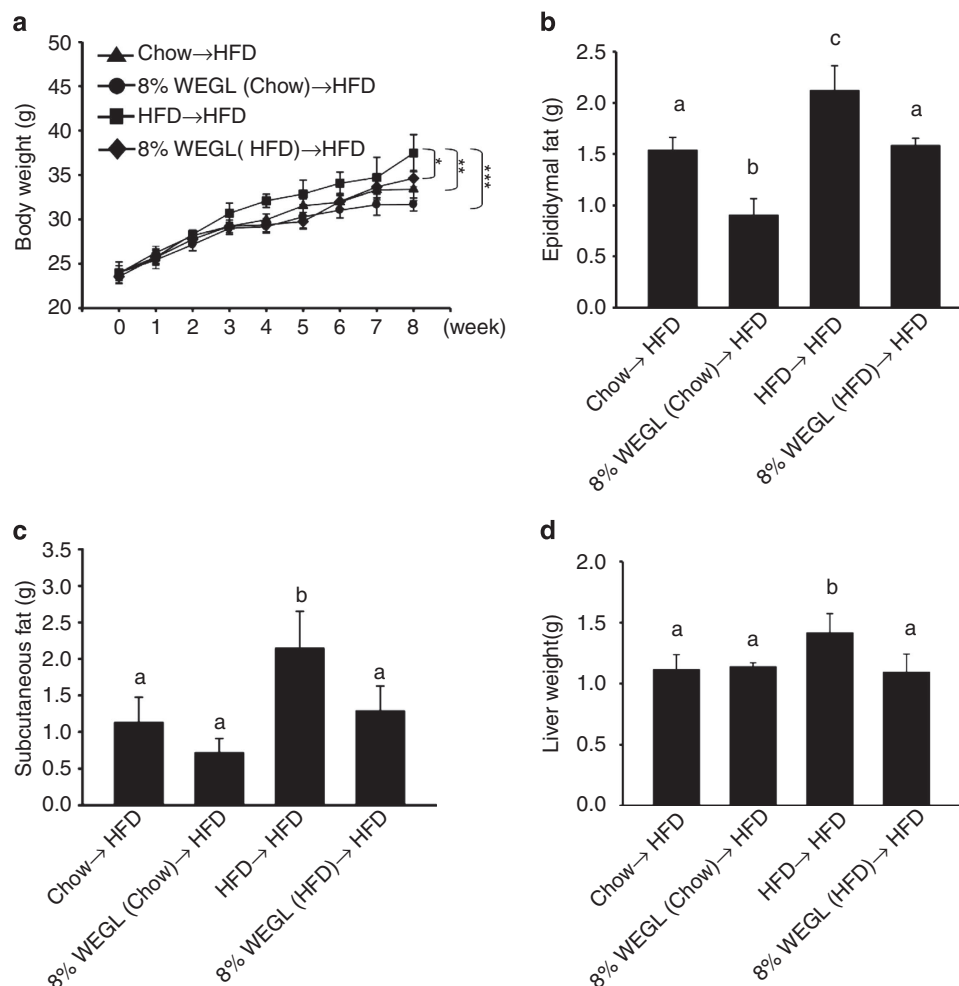 a
Body weight (g)
50
45
40
35
30
25
20
Chow→HFD
8% WEGL (Chow)→HFD
HFD→HFD
8% WEGL( HFD)→HFD
*
**
***
0 1 2 3 4 5 6 7 8 (week)
b
Epididymal fat (g)
2.5
2.0
1.5
1.0
0.5
0.0
a
b
c
a
Chow→ HFD
8% WEGL (Chow)→ HFD
HFD→ HFD
8% WEGL (HFD)→ HFD
c
Subcutaneous fat (g)
3.5
3.0
2.5
2.0
1.5
1.0
0.5
0.0
a
a
b
a
Chow→ HFD
8% WEGL (Chow)→ HFD
HFD→ HFD
8% WEGL (HFD)→ HFD
d
Liver weight(g)
2.0
1.5
1.0
0.5
0.0
a
a
b
a
Chow→ HFD
8% WEGL (Chow)→ HFD
HFD→ HFD
8% WEGL (HFD)→ HFD